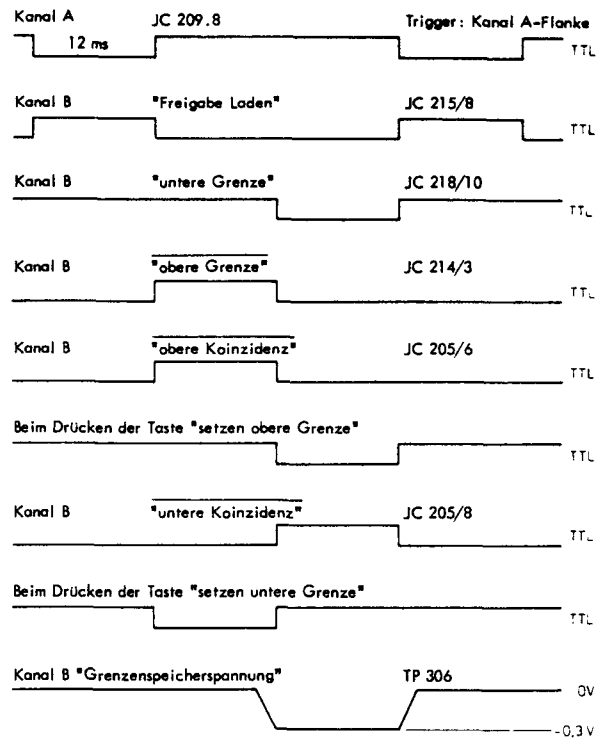 Kanal A JC 209.8 Trigger: Kanal A-Flanke
12 ms TTL
Kanal B "Freigabe Laden" JC 215/8
TTL
Kanal B "untere Grenze" JC 218/10
TTL
Kanal B "obere Grenze" JC 214/3
TTL
Kanal B "obere Koinzidenz" JC 205/6
TTL
Beim Drücken der Taste "setzen obere Grenze"
TTL
Kanal B "untere Koinzidenz" JC 205/8
TTL
Beim Drücken der Taste "setzen untere Grenze"
TTL
Kanal B "Grenzenspeicherspannung" TP 306
0V
-0,3V